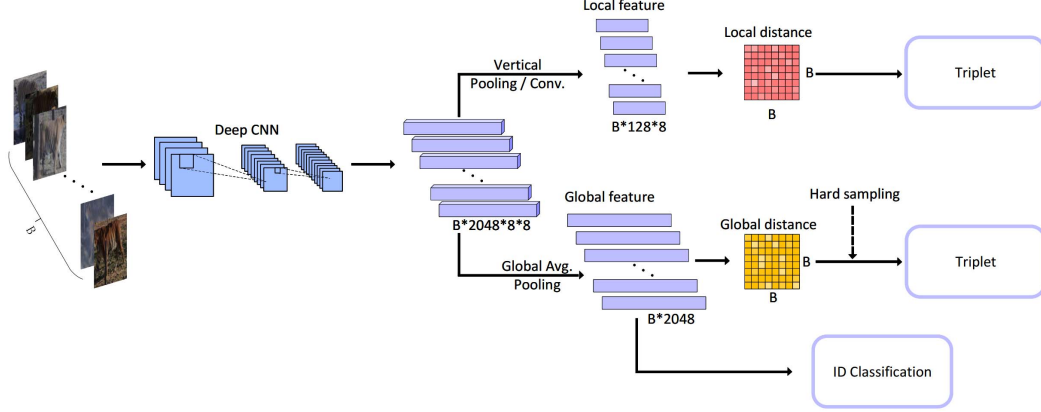 B
Deep CNN
B*2048*8*8
Vertical
Pooling / Conv.
Local feature
B*128*8
Local distance
B
B
Triplet
Global Avg.
Pooling
Global feature
B*2048
Global distance
B
B
Hard sampling
Triplet
ID Classification